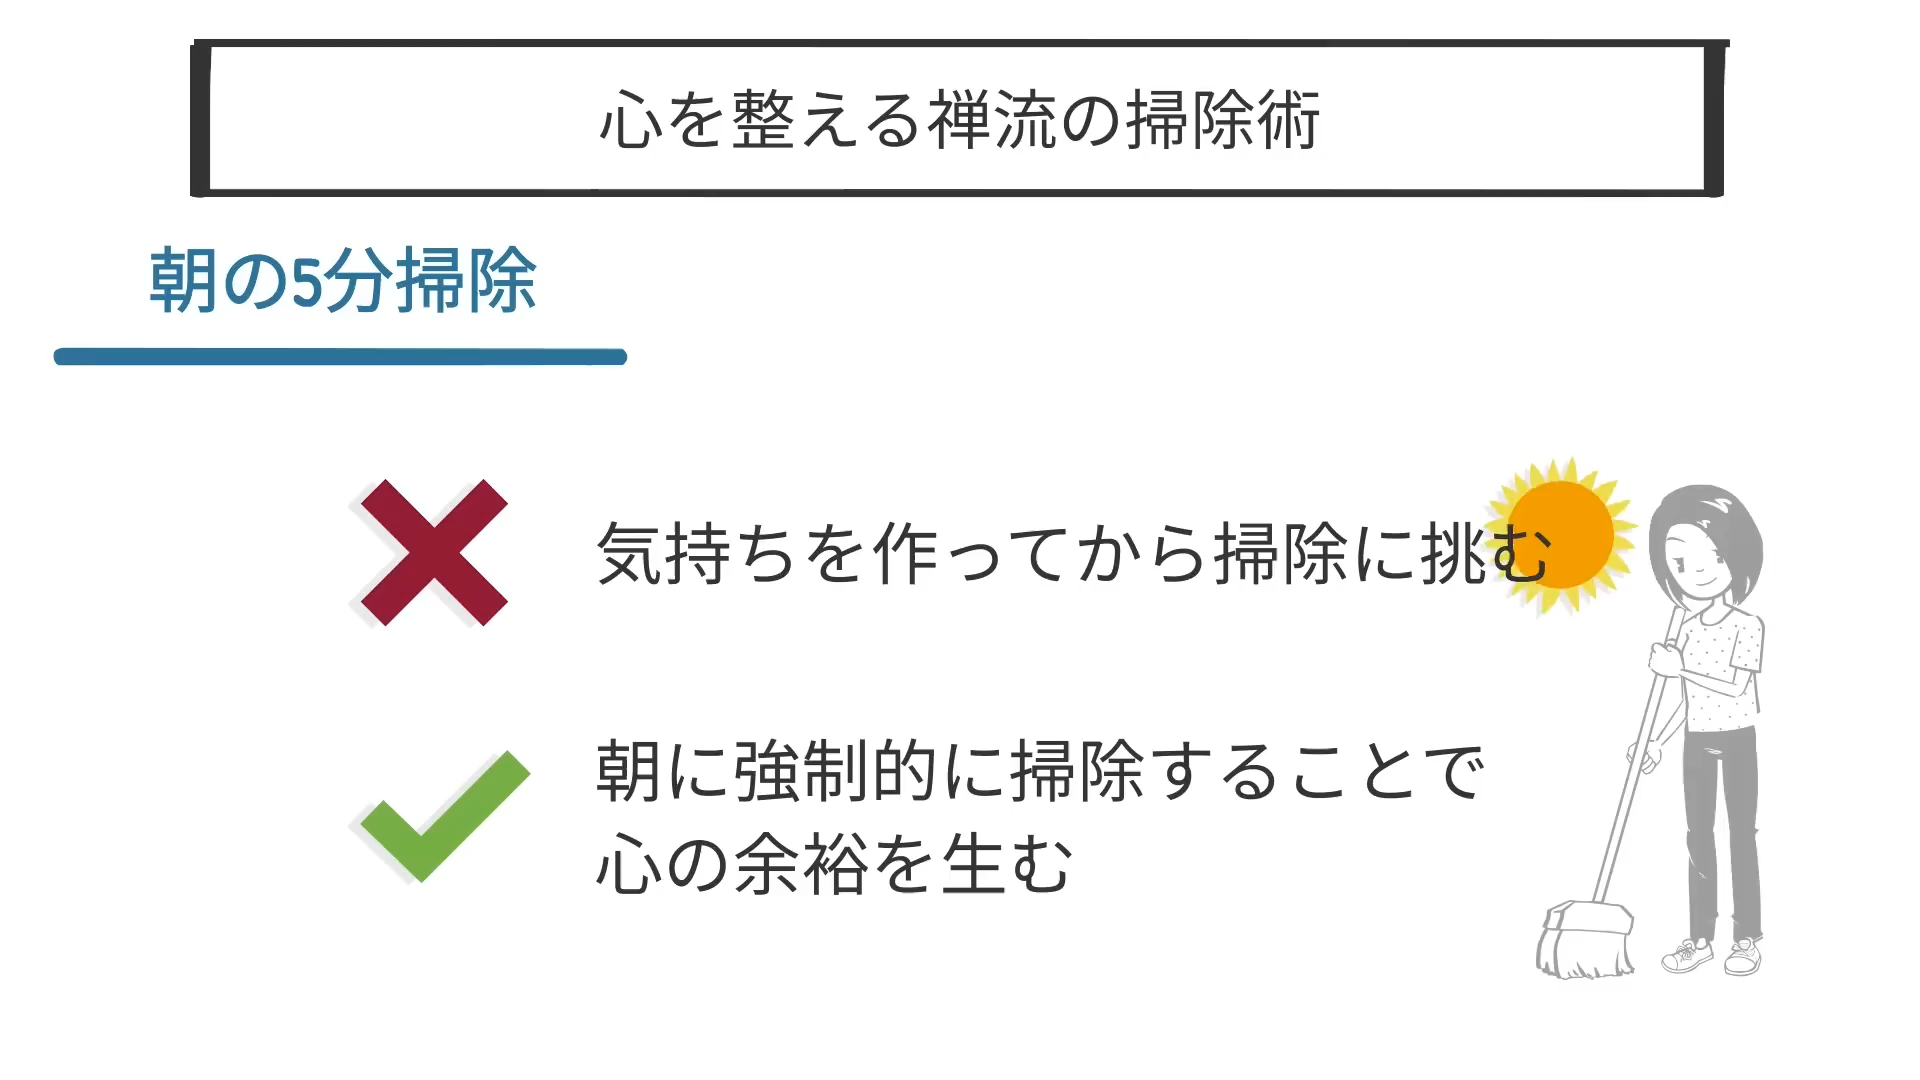 心を整える禅流の掃除術
朝の5分掃除
気持ちを作ってから掃除に挑む
朝に強制的に掃除することで
心の余裕を生む